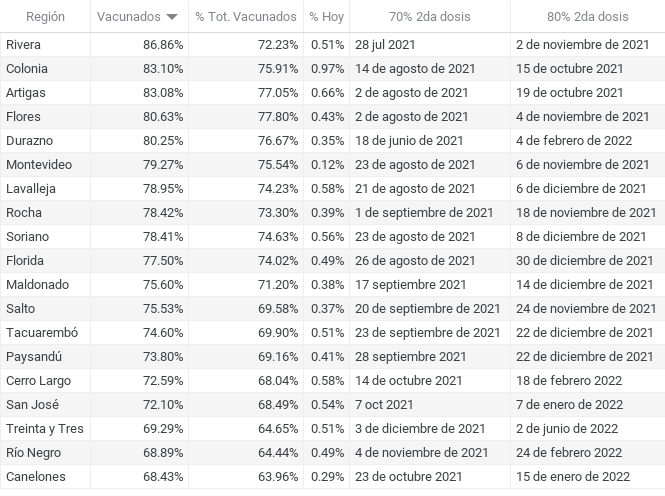 Región Vacunados % Tot. Vacunados % Hoy 70% 2da dosis 80% 2da dosis
Rivera 86.86% 72.23% 0.51% 28 jul 2021 2 de noviembre de 2021
Colonia 83.10% 75.91% 0.97% 14 de agosto de 2021 15 de octubre de 2021
Artigas 83.08% 77.05% 0.66% 2 de agosto de 2021 19 de octubre de 2021
Flores 80.63% 77.80% 0.43% 2 de agosto de 2021 4 de noviembre de 2021
Durazno 80.25% 76.67% 0.35% 18 de junio de 2021 4 de febrero de 2022
Montevideo 79.27% 75.54% 0.12% 23 de agosto de 2021 6 de noviembre de 2021
Lavalleja 78.95% 74.23% 0.58% 21 de agosto de 2021 6 de diciembre de 2021
Rocha 78.42% 73.30% 0.39% 1 de septiembre de 2021 18 de noviembre de 2021
Soriano 78.41% 74.63% 0.56% 23 de agosto de 2021 8 de diciembre de 2021
Florida 77.50% 74.02% 0.49% 26 de agosto de 2021 30 de diciembre de 2021
Maldonado 75.60% 71.20% 0.38% 17 septiembre 2021 14 de diciembre de 2021
Salto 75.53% 69.58% 0.37% 20 de septiembre de 2021 24 de noviembre de 2021
Tacuarembó 74.60% 69.90% 0.51% 23 de septiembre de 2021 22 de diciembre de 2021
Paysandú 73.80% 69.16% 0.41% 28 septiembre 2021 22 de diciembre de 2021
Cerro Largo 72.59% 68.04% 0.58% 14 de octubre de 2021 18 de febrero 2022
San José 72.10% 68.49% 0.54% 7 oct 2021 7 de enero de 2022
Treinta y Tres 69.29% 64.65% 0.51% 3 de diciembre de 2021 2 de junio de 2022
Río Negro 68.89% 64.44% 0.49% 4 de noviembre de 2021 24 de febrero 2022
Canelones 68.43% 63.96% 0.29% 23 de octubre de 2021 15 de enero de 2022